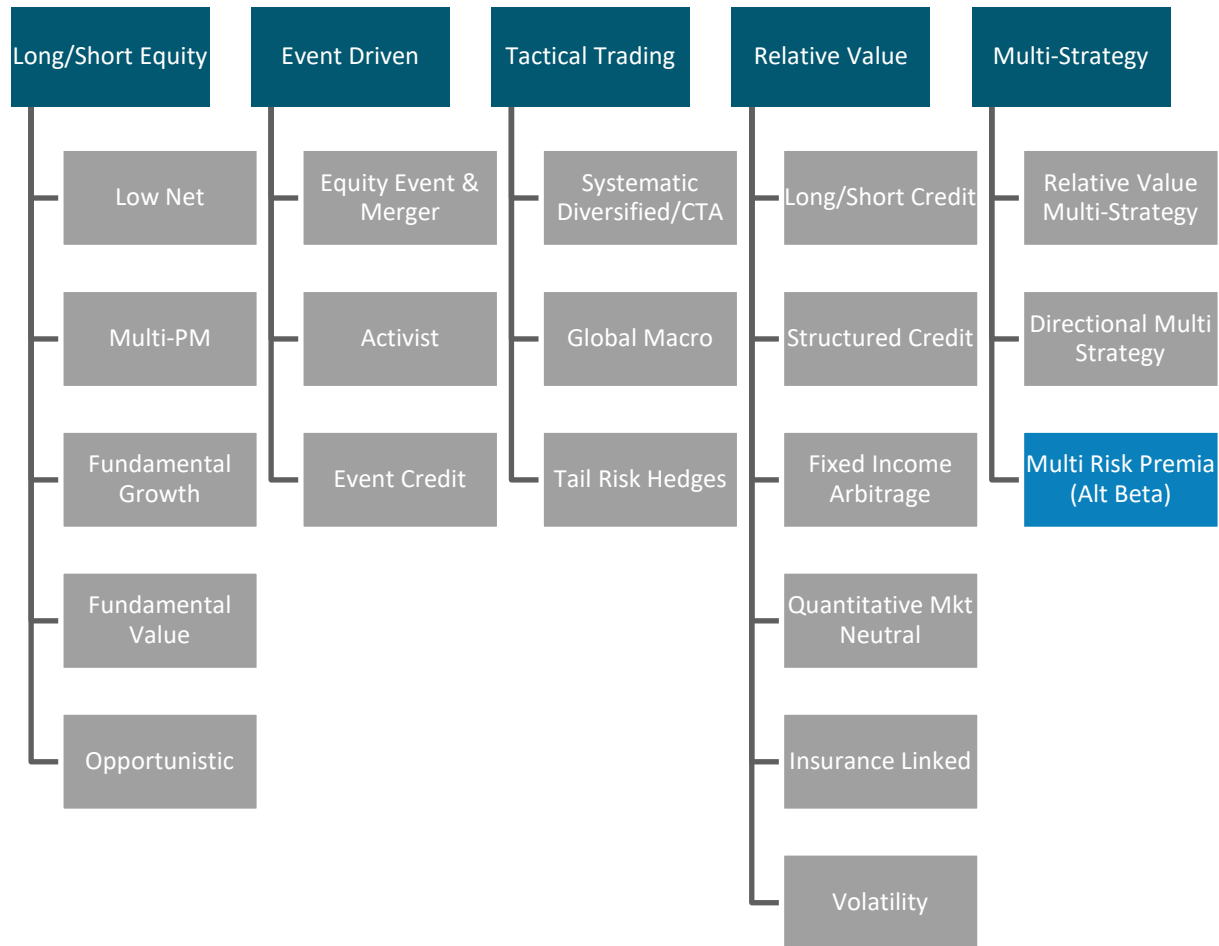 Long/Short Equity
Low Net
Multi-PM
Fundamental
Growth
Fundamental
Value
Opportunistic
Event Driven
Equity Event &
Merger
Activist
Event Credit
Tactical Trading
Systematic
Diversified/CTA
Global Macro
Tail Risk Hedges
Relative Value
Long/Short Credit
Structured Credit
Fixed Income
Arbitrage
Quantitative Mkt
Neutral
Insurance Linked
Volatility
Multi-Strategy
Relative Value
Multi-Strategy
Directional Multi
Strategy
Multi Risk Premia
(Alt Beta)